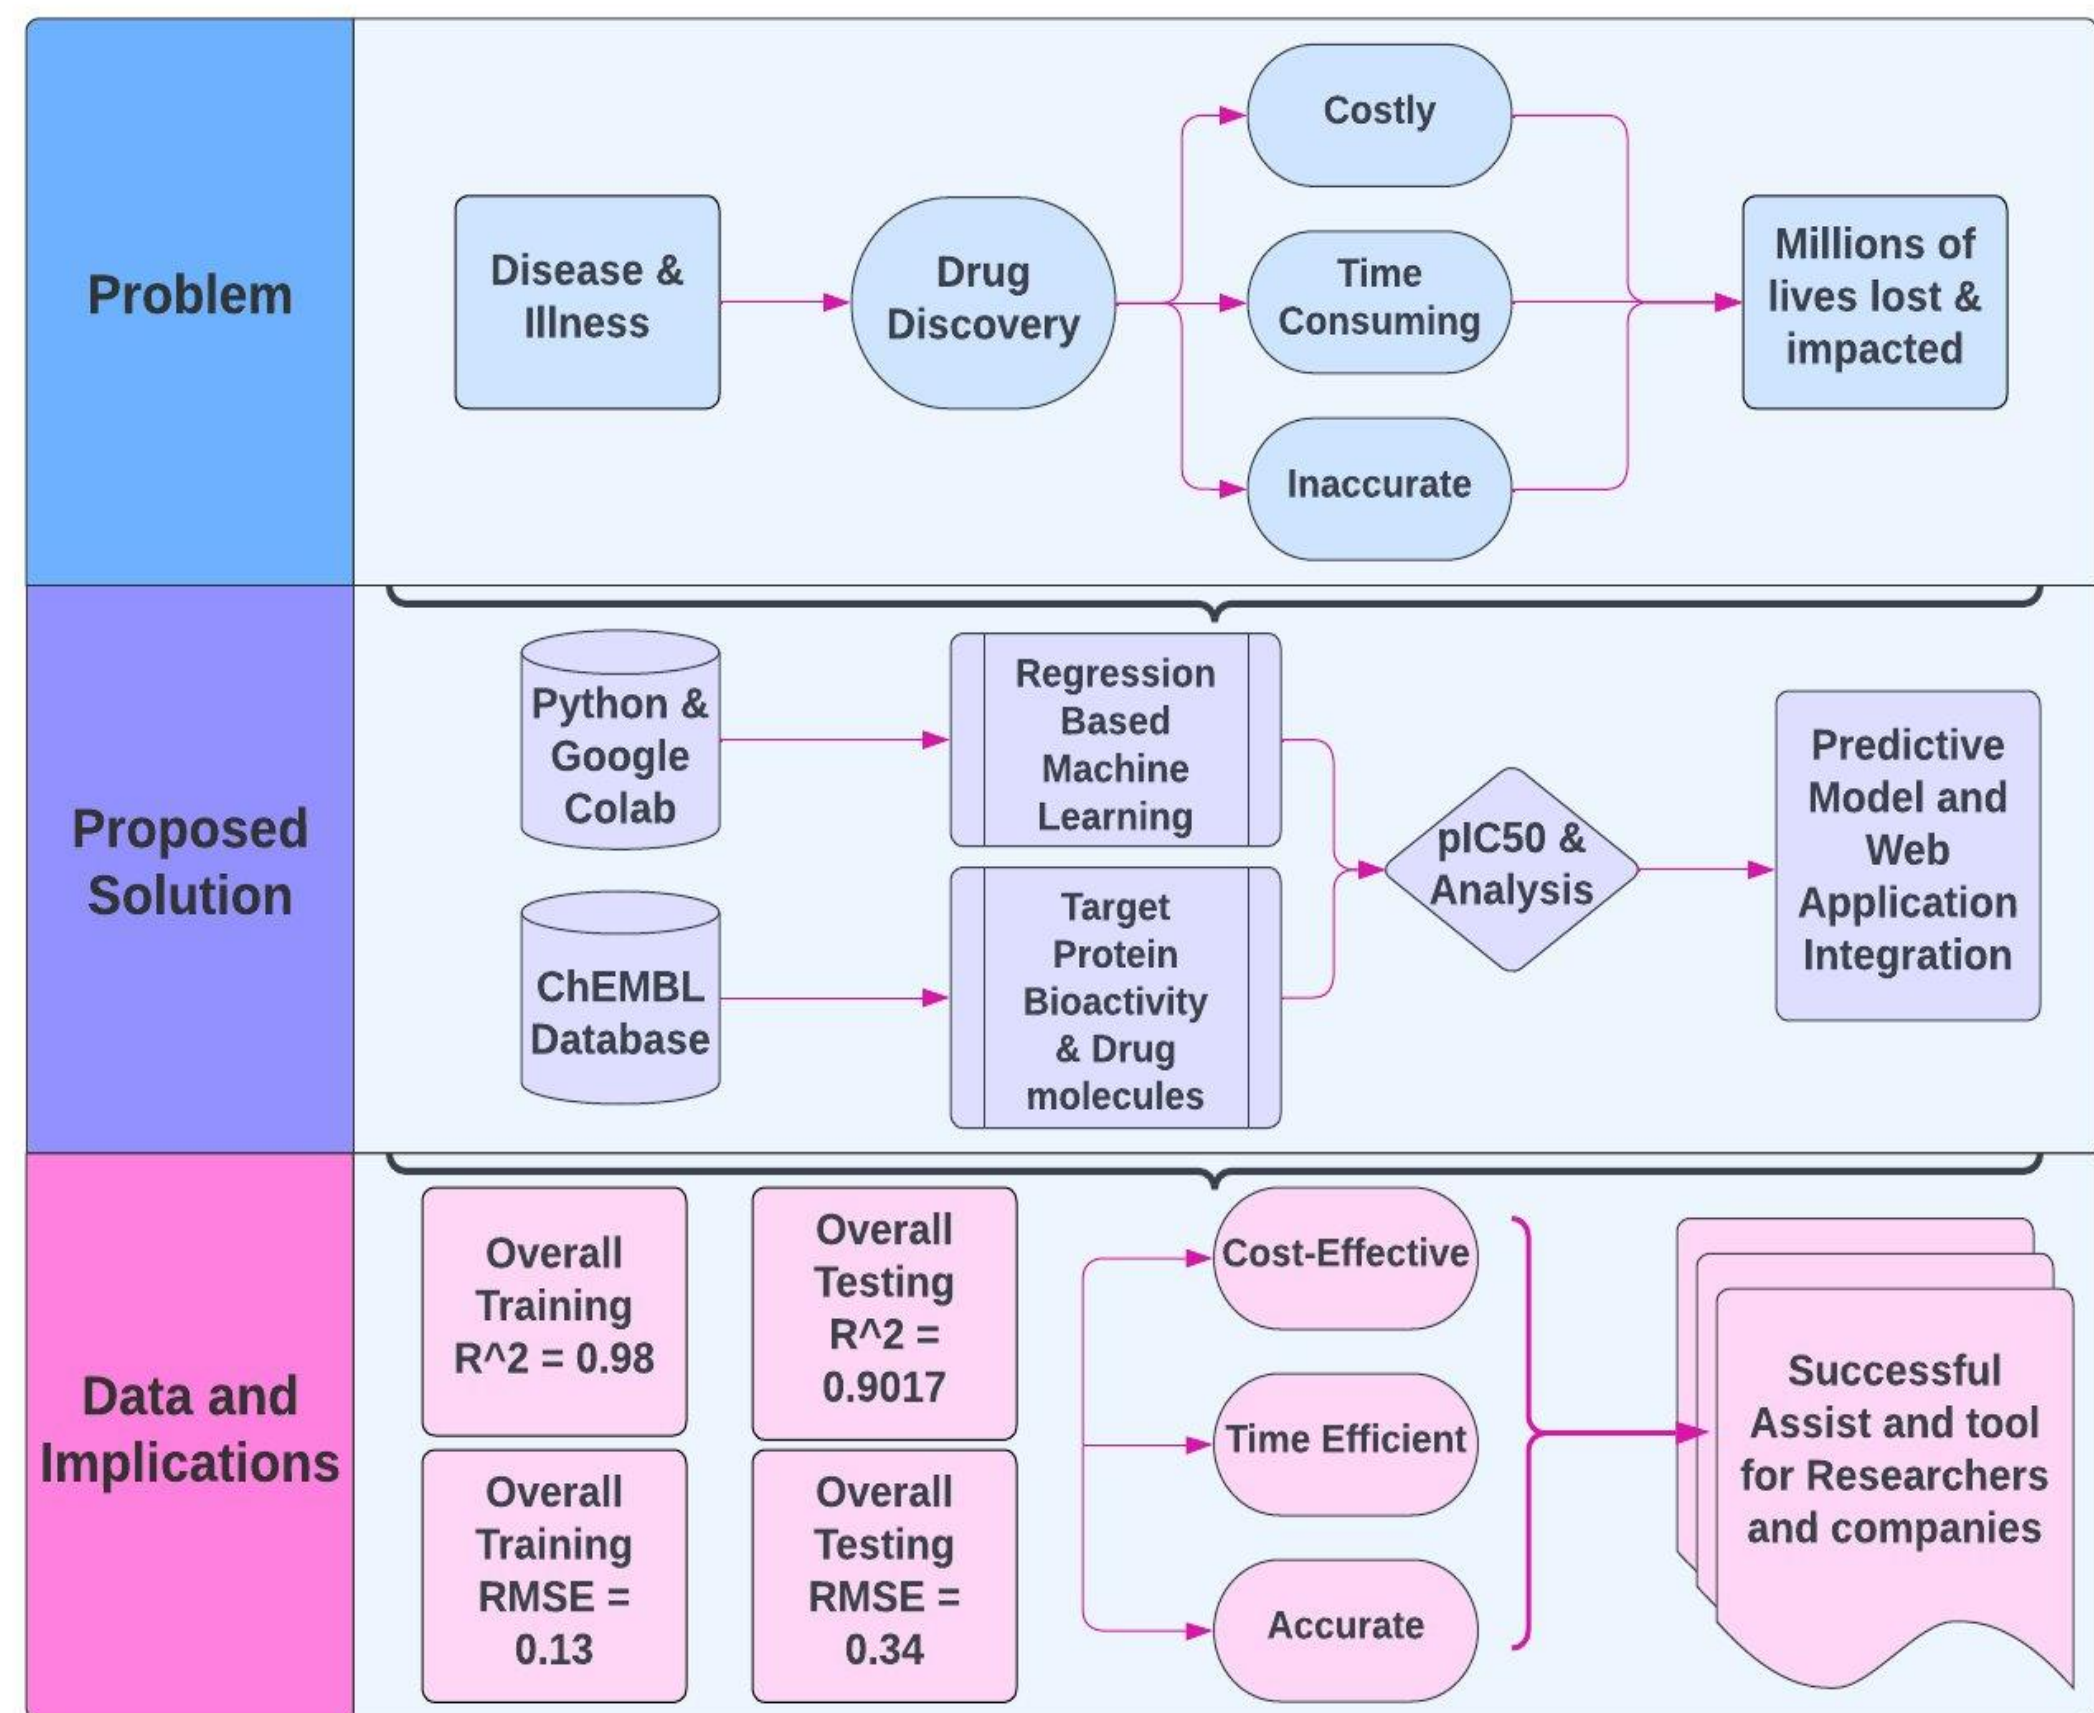 Problem
Disease &
Illness
Drug
Discovery
Costly
Time
Consuming
Inaccurate
Millions of
lives lost &
impacted
Proposed
Solution
Python &
Google
Colab
ChEMBL
Database
Regression
Based
Machine
Learning
Target
Protein
Bioactivity
& Drug
molecules
pIC50 &
Analysis
Predictive
Model and
Web
Application
Integration
Data and
Implications
Overall
Training
R^2 = 0.98
Overall
Testing
R^2 =
0.9017
Overall
Training
RMSE =
0.13
Overall
Testing
RMSE =
0.34
Cost-Effective
Time Efficient
Accurate
Successful
Assist and tool
for Researchers
and companies